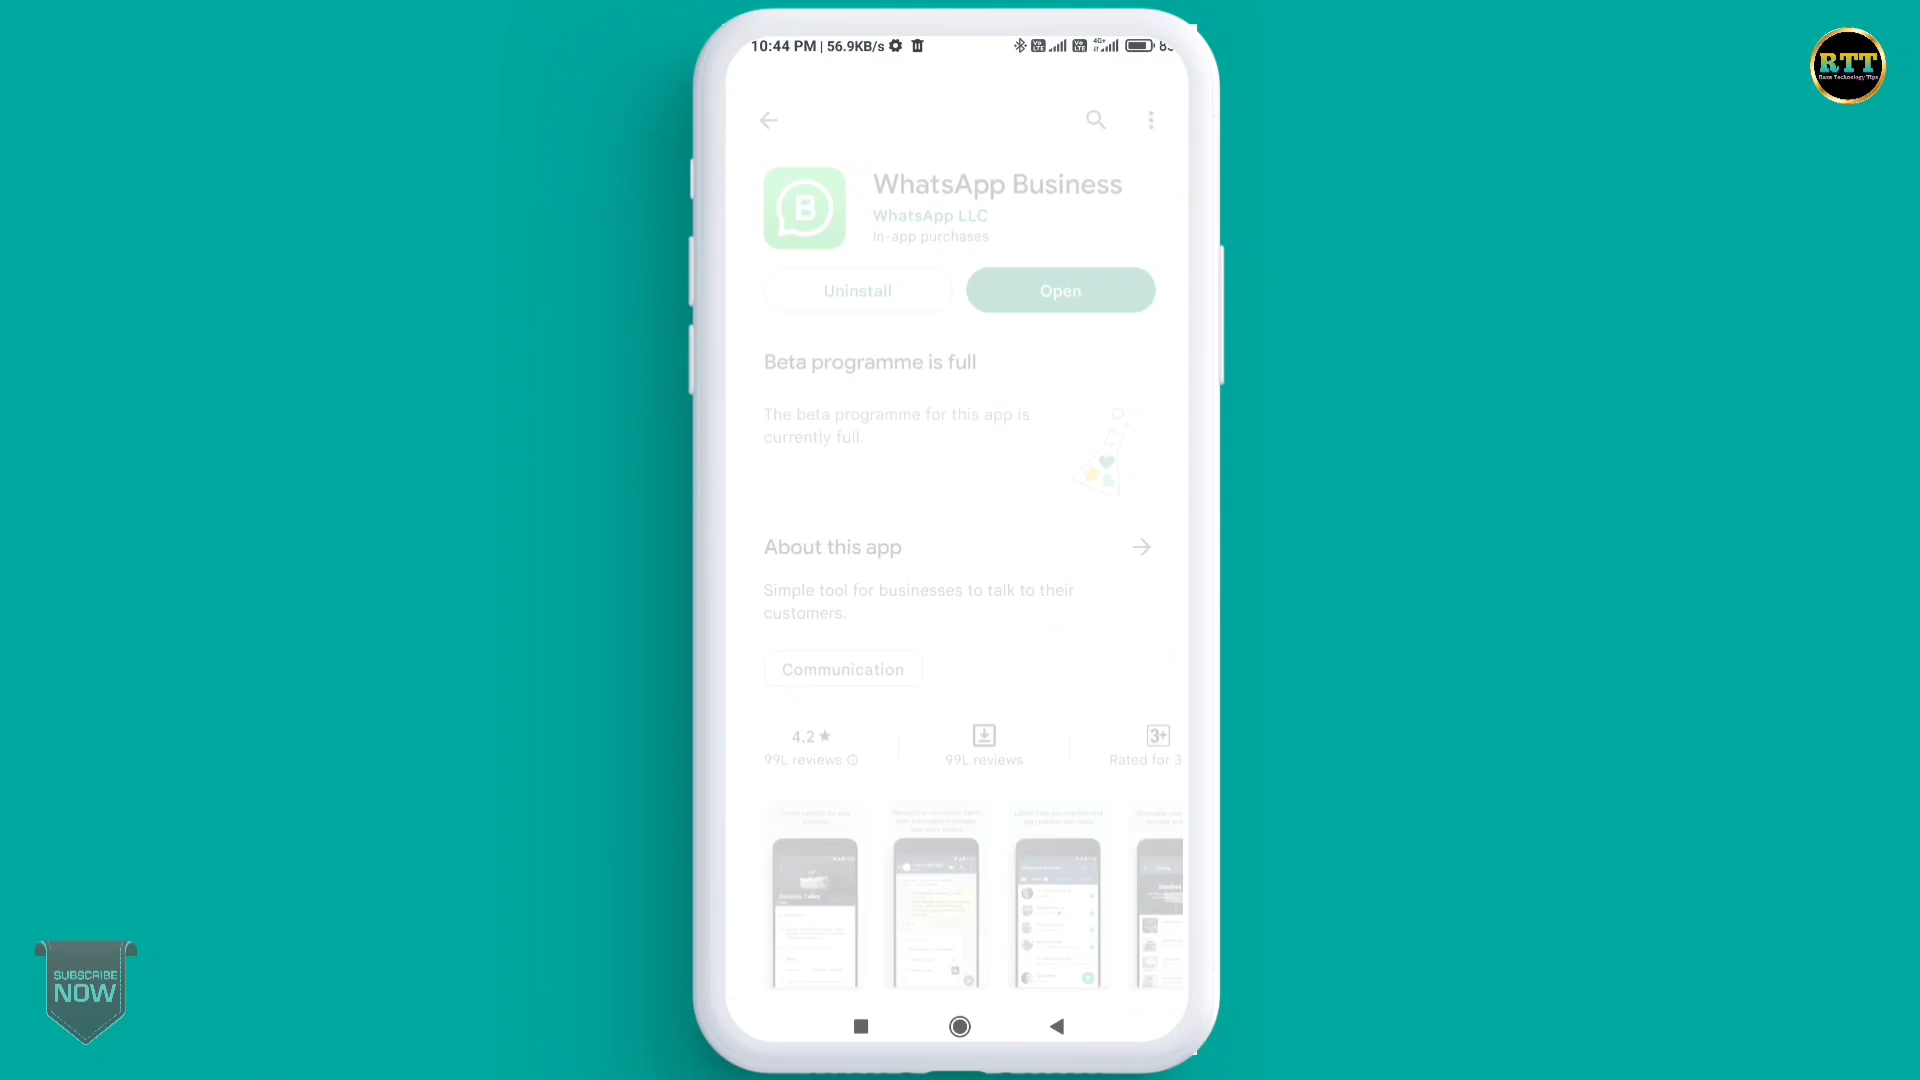 10:44 PM | 56.9KB/s
RTT
WhatsApp Business
WhatsApp LLC
In-app purchases
Uninstall
Open
Beta programme is full
The beta programme for this app is
currently full.
About this app
Simple tool for businesses to talk to their
customers.
Communication
4.2★
3+
99L reviews
99L reviews
Rated for 3
SUBSCRIBE
NOW